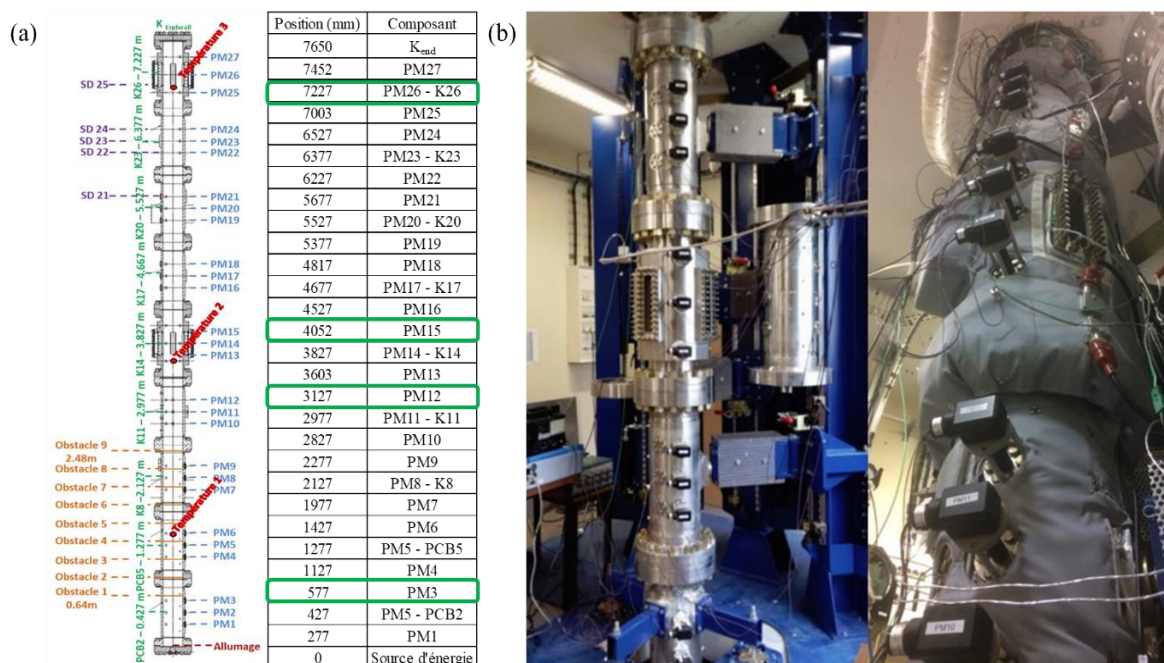 (a)
K Endwall
Température 3
PM27
PM26
PM25
K26 – 7.227 m
SD 25
SD 24
SD 23
SD 22
K23 – 6.377 m
PM24
PM23
PM22
SD 21
K20 – 5.527 m
PM21
PM20
PM19
K17 – 4.667 m
PM18
PM17
PM16
K14 – 3.827 m
Température 2
PM15
PM14
PM13
K11 – 2.977 m
PM12
PM11
PM10
Obstacle 9
2.48m
Obstacle 8
Obstacle 7
Obstacle 6
Obstacle 5
Obstacle 4
Obstacle 3
Obstacle 2
Obstacle 1
0.64m
K8 –2.127m
PM9
PM8
PM7
Température 1
PCB5 –1.277m
PM6
PM5
PM4
PCB2 – 0.427 m
PM3
PM2
PM1
Allumage
Position (mm) Composant
7650 Kend
7452 PM27
7227 PM26 - K26
7003 PM25
6527 PM24
6377 PM23 - K23
6227 PM22
5677 PM21
5527 PM20 - K20
5377 PM19
4817 PM18
4677 PM17 - K17
4527 PM16
4052 PM15
3827 PM14 - K14
3603 PM13
3127 PM12
2977 PM11 - K11
2827 PM10
2277 PM9
2127 PM8 - K8
1977 PM7
1427 PM6
1277 PM5 - PCB5
1127 PM4
577 PM3
427 PM5 - PCB2
277 PM1
0 Source d'énergie
(b)
PM11
PM10